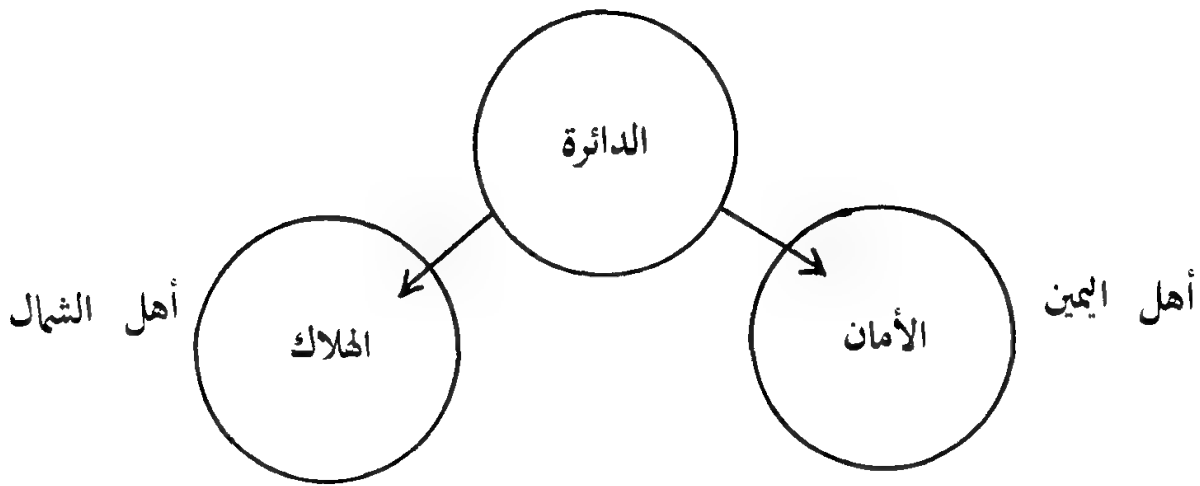 الدائرة
أهل اليمين
الأمان
الهلاك
أهل الشمال